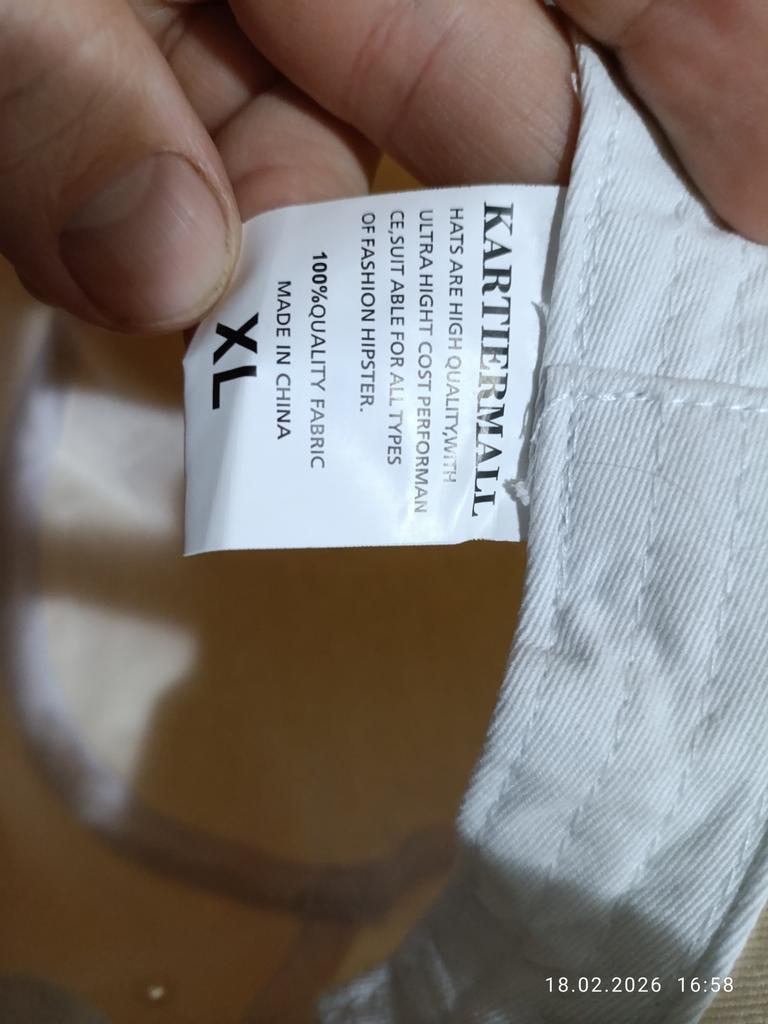 KARTIERMALL
HATS ARE HIGH QUALITY,WITH
ULTRA HIGHT COST PERFORMAN
CE,SUIT ABLE FOR ALL TYPES
OF FASHION HIPSTER.
100%QUALITY FABRIC
MADE IN CHINA
XL
18.02.2026 16:58